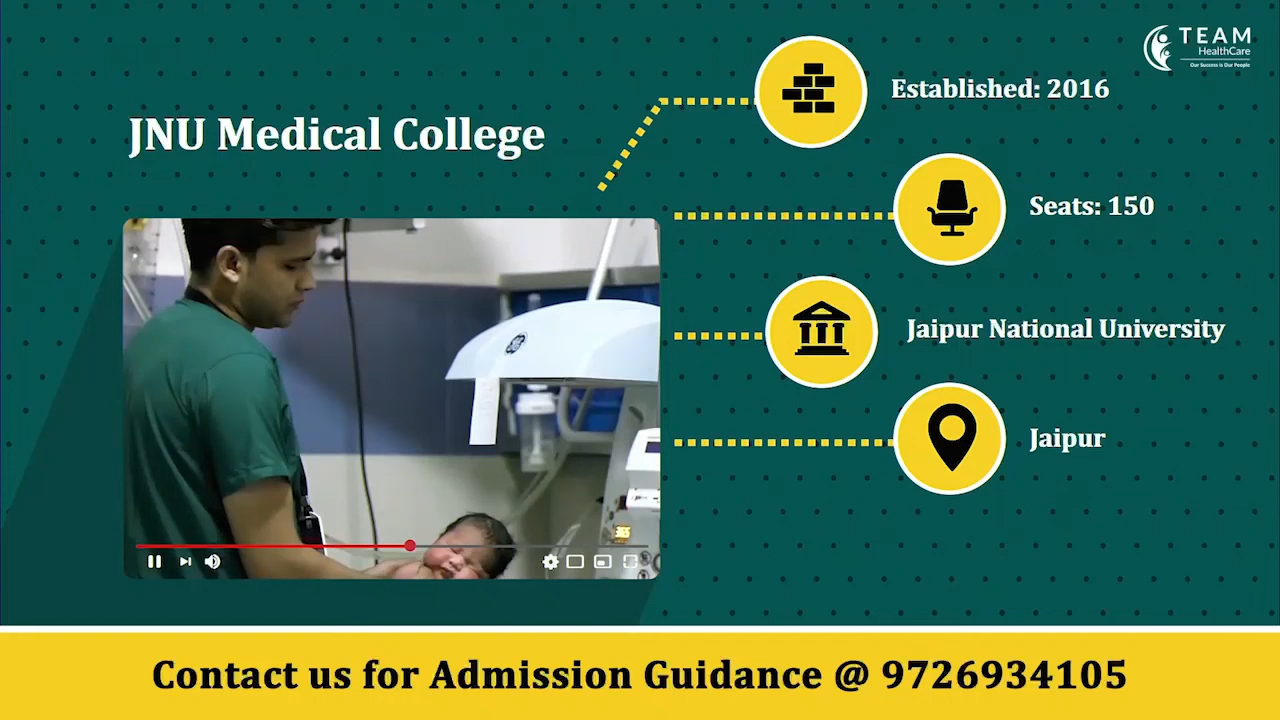 TEAM
HealthCare
Our Success is Our People
JNU Medical College
Established: 2016
Seats: 150
Jaipur National University
Jaipur
365
Contact us for Admission Guidance @ 9726934105